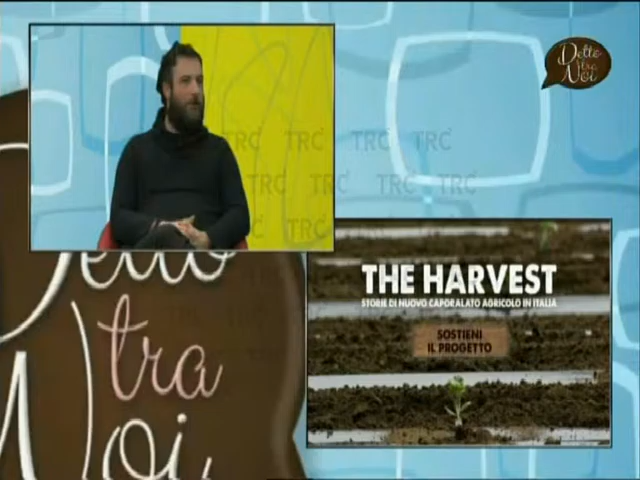 Detto
tra
Noi
TRC TRC TRC TRC
TRC TRC TRC TRC
TRC TRC
THE HARVEST
STORIE DI NUOVO CAPORALATO AGRICOLO IN ITALIA
SOSTIENI
IL PROGETTO
Detto
tra
Noi